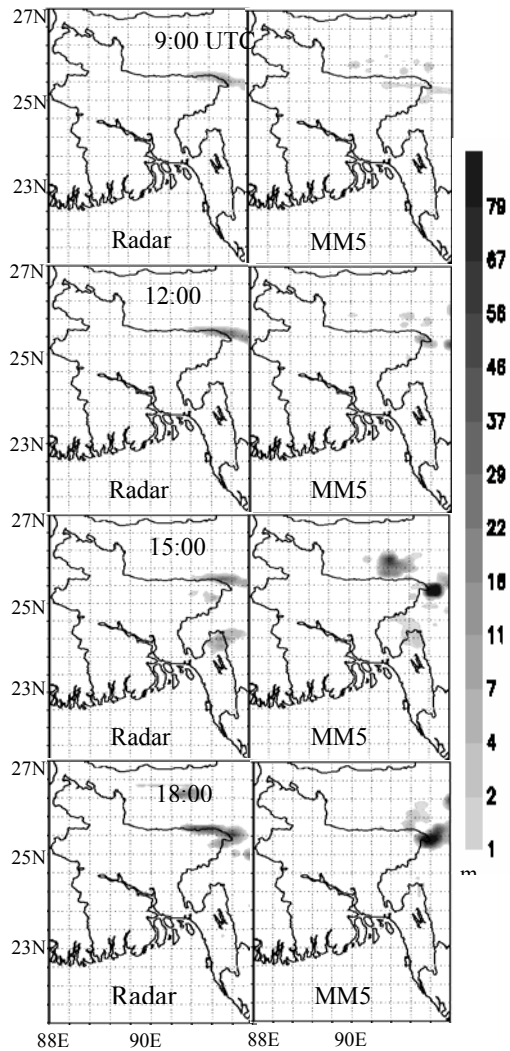 27N
9:00 UTC
25N
23N
Radar MM5
27N
12:00
25N
23N
Radar MM5
27N
15:00
25N
23N
Radar MM5
27N
18:00
25N
23N
Radar MM5
88E 90E 88E 90E
79
67
56
46
37
29
22
16
11
7
4
2
1
m